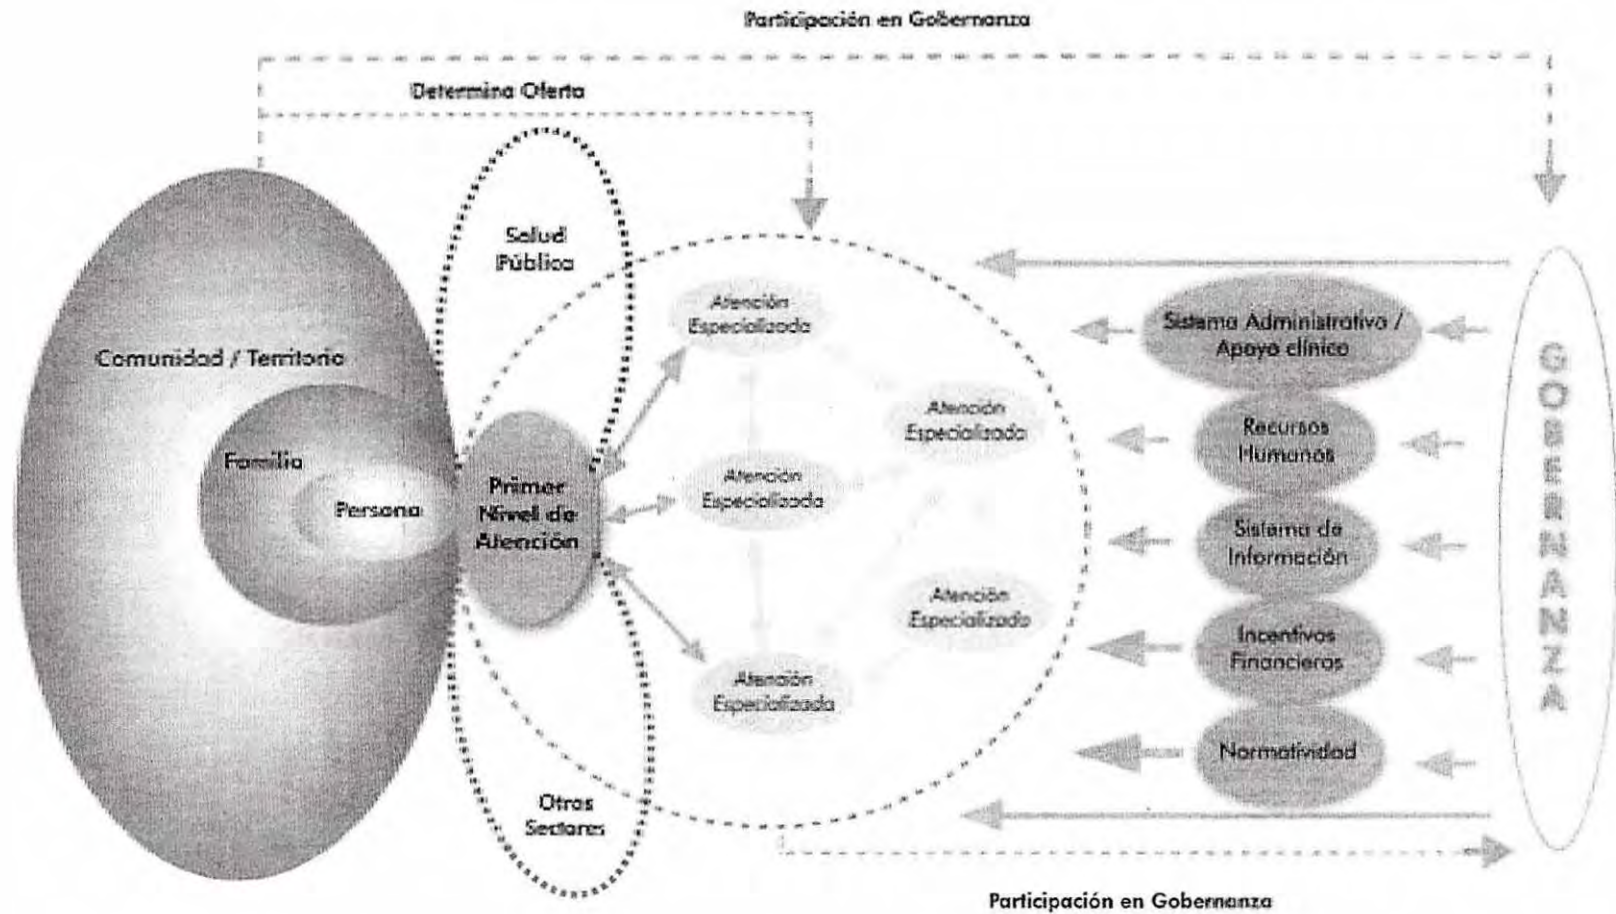 Participación en Gobernanza
Determina Oferta
Salud
Pública
Comunidad / Territorio
Familia
Persona
Primer
Nivel de
Atención
Otros
Sectores
Atención
Especializada
Atención
Especializada
Atención
Especializada
Atención
Especializada
Atención
Especializada
Sistema Administrativo /
Apoyo clínico
Recursos
Humanos
Sistema de
Información
Incentivos
Financieros
Normatividad
GOBERNANZA
Participación en Gobernanza